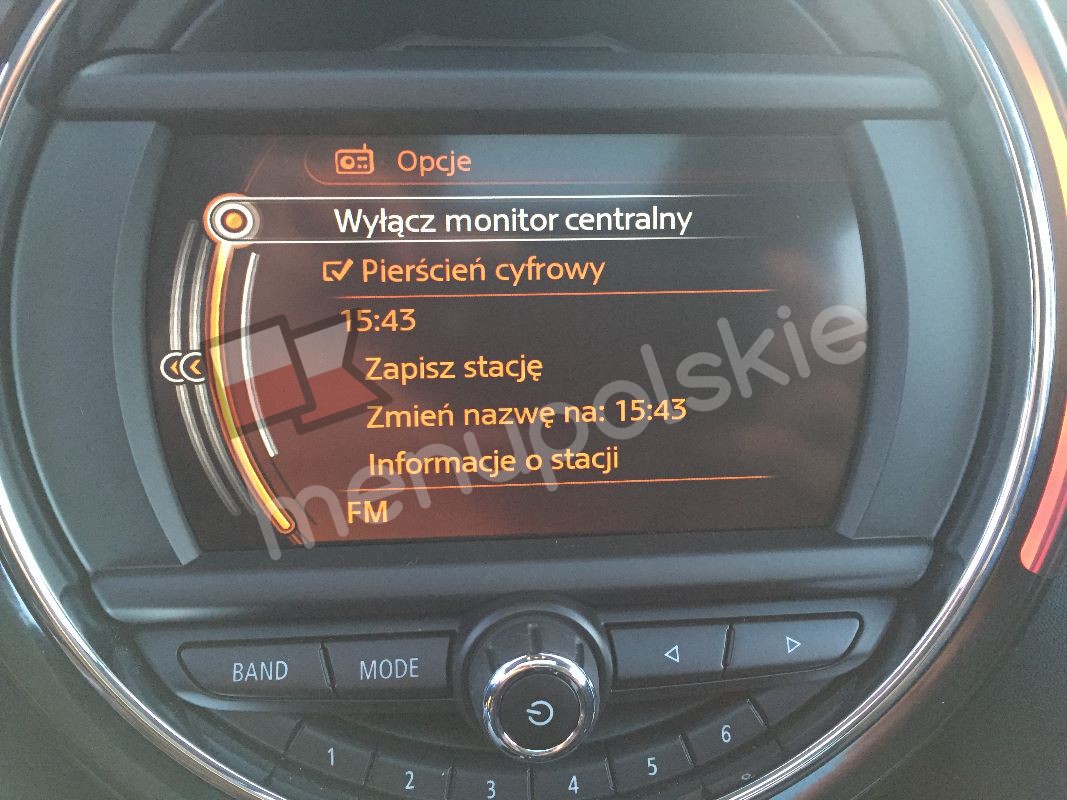 Opcje
Wyłącz monitor centralny
Pierścień cyfrowy
15:43
Zapisz stację
Zmień nazwę na: 15:43
Informacje o stacji
FM
menupolskie
BAND
MODE
1
2
3
4
5
6